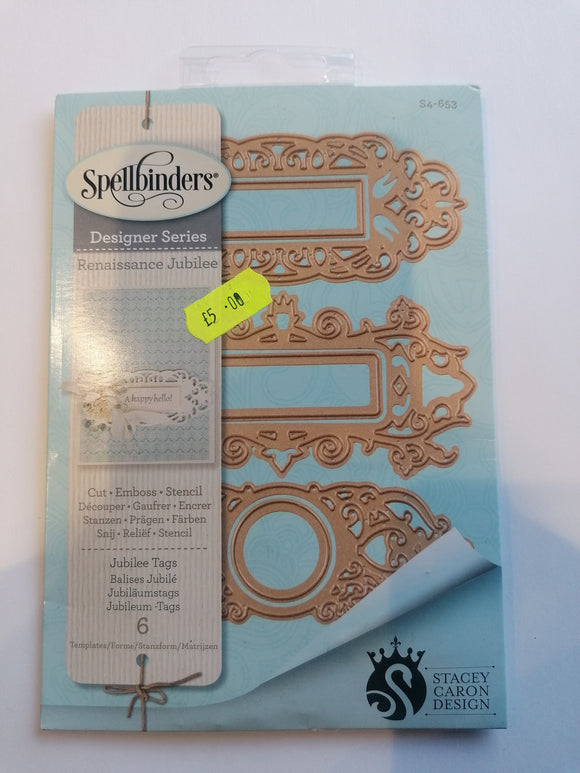 S4-653
Spellbinders®
Designer Series
Renaissance Jubilee
£5.00
A happy hello!
Cut • Emboss • Stencil
Découper • Gaufrer • Encrer
Stanzen • Prägen • Färben
Snij • Reliëf • Stencil
Jubilee Tags
Balises Jubilé
Jubiläumstags
Jubileum -Tags
6
Templates/Forme/Stanzform/Matrijzen
STACEY
CARON
DESIGN